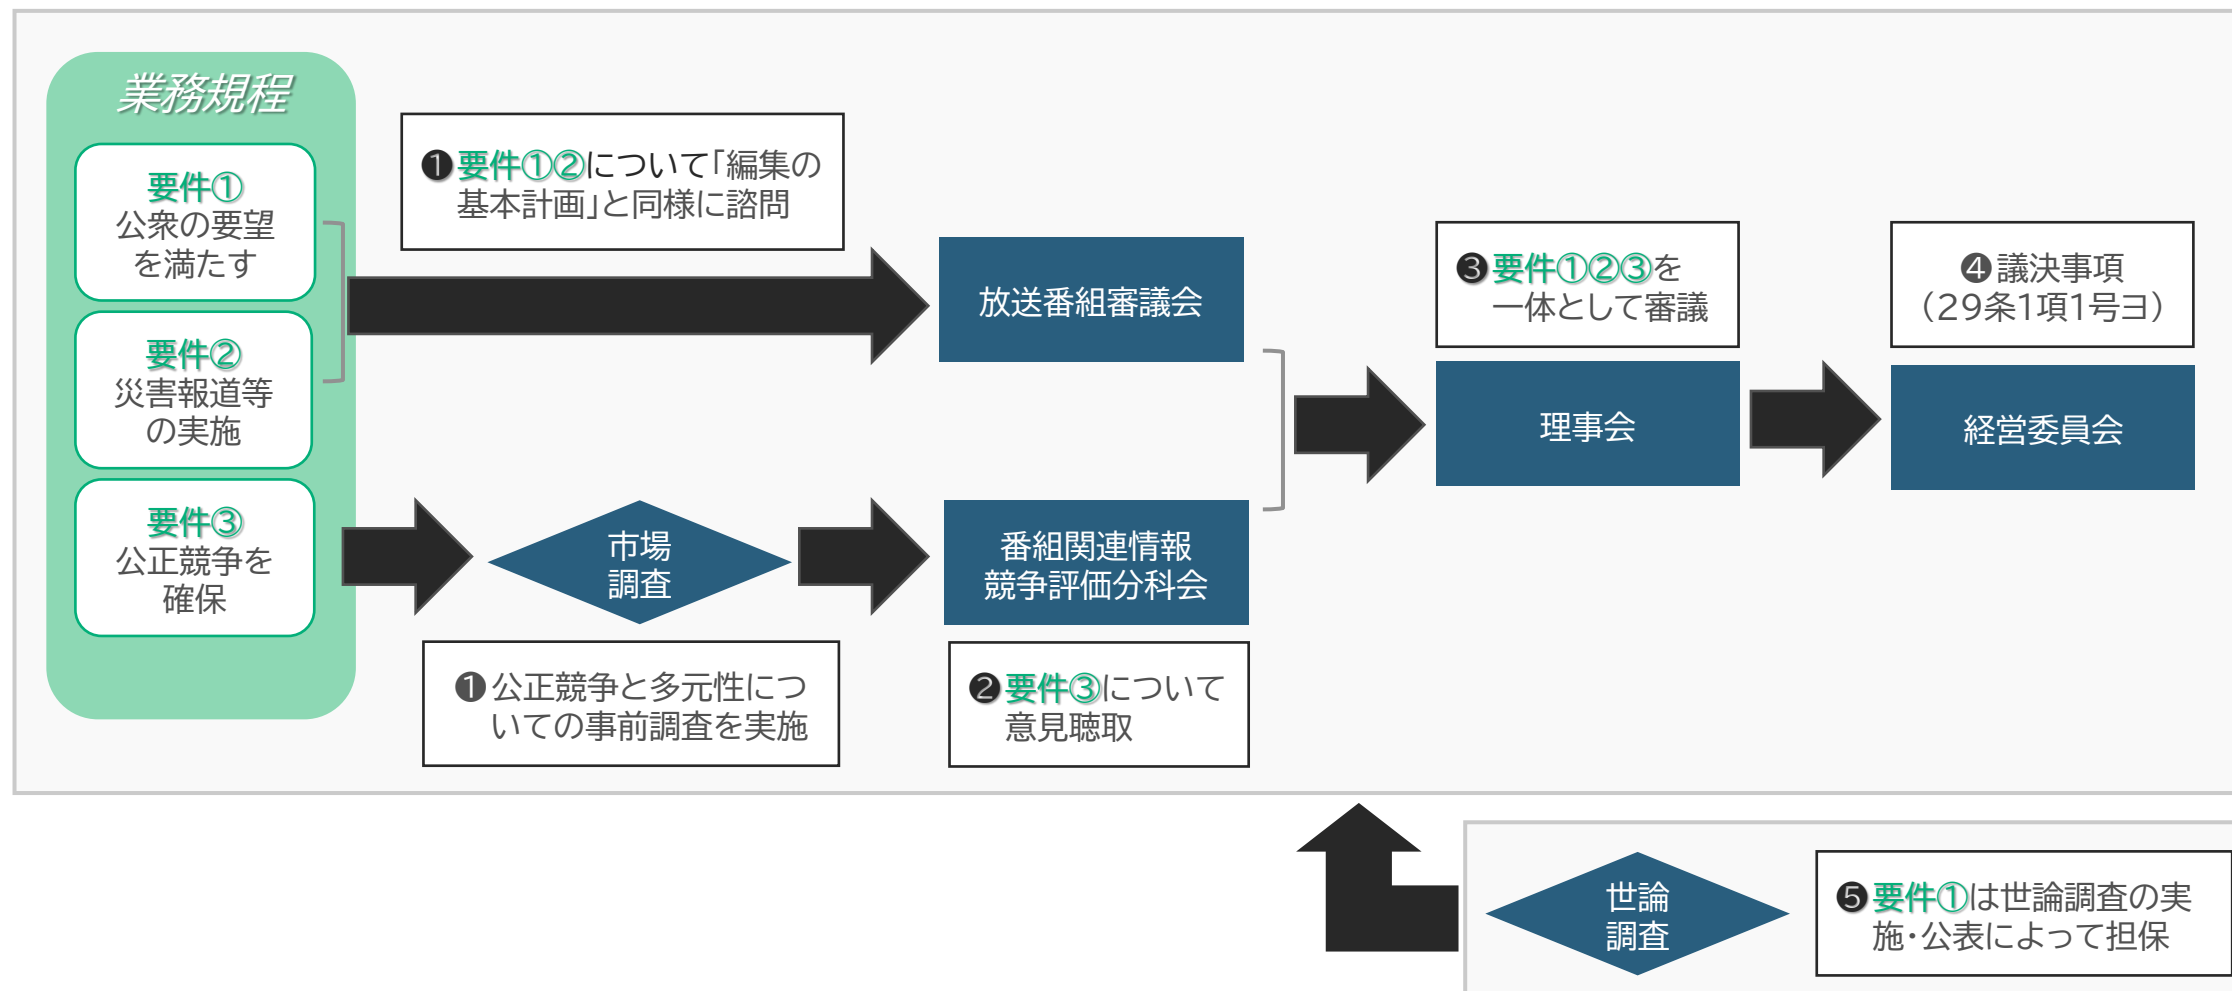 業務規程
要件①
公衆の要望
を満たす
要件②
災害報道等
の実施
要件③
公正競争を
確保
❶要件①②について「編集の
基本計画」と同様に諮問
放送番組審議会
市場
調査
❶公正競争と多元性につ
いての事前調査を実施
番組関連情報
競争評価分科会
❷要件③について
意見聴取
❸要件①②③を
一体として審議
理事会
❹議決事項
（29条1項1号ヨ）
経営委員会
世論
調査
❺要件①は世論調査の実
施・公表によって担保